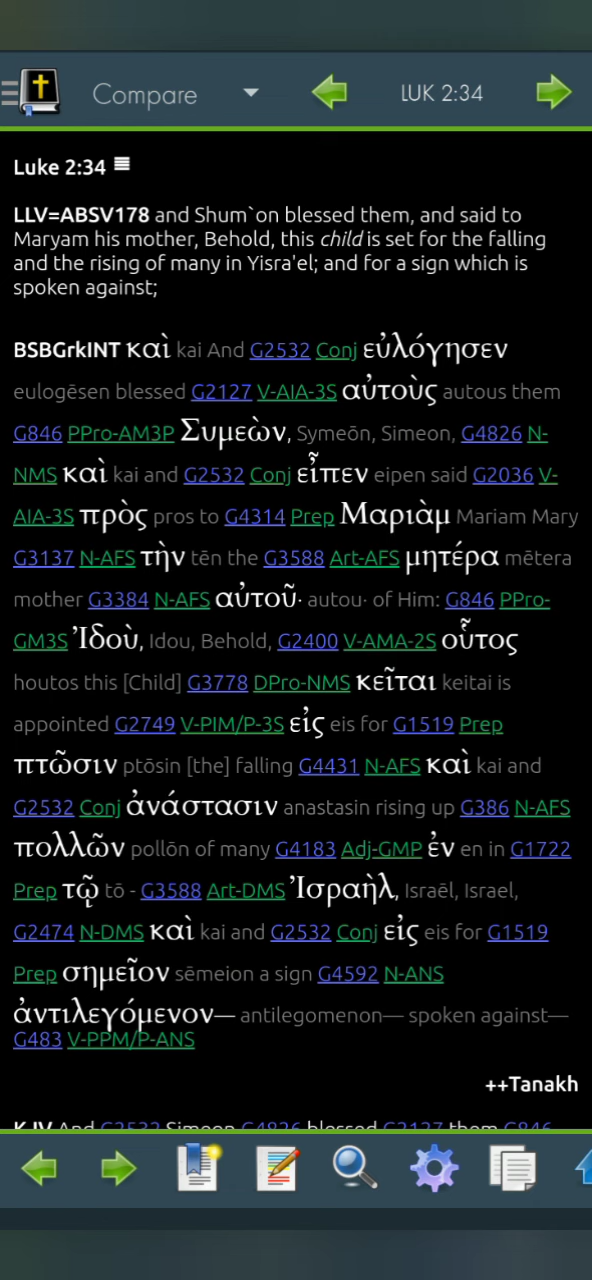 Compare
LUK 2:34
Luke 2:34
LLV=ABSV178 and Shum`on blessed them, and said to
Maryam his mother, Behold, this child is set for the falling
and the rising of many in Yisra'el; and for a sign which is
spoken against;
BSBGrkINT καὶ kai And G2532 Conj εὐλόγησεν
eulogēsen blessed G2127 V-AIA-3S αὐτοὺς autous them
G846 PPro-AM3P Συμεὼν, Symeōn, Simeon, G4826 N-
NMS καὶ kai and G2532 Conj εἶπεν eipen said G2036 V-
AIA-3S πρὸς pros to G4314 Prep Μαριὰμ Mariam Mary
G3137 N-AFS τὴν tēn the G3588 Art-AFS μητέρα mētera
mother G3384 N-AFS αὐτοῦ· autou· of Him: G846 PPro-
GM3S Ἰδοὺ, Idou, Behold, G2400 V-AMA-2S οὗτος
houtos this [Child] G3778 DPro-NMS κεῖται keitai is
appointed G2749 V-PIM/P-3S εἰς eis for G1519 Prep
πτῶσιν ptōsin [the] falling G4431 N-AFS καὶ kai and
G2532 Conj ἀνάστασιν anastasin rising up G386 N-AFS
πολλῶν pollōn of many G4183 Adj-GMP ἐν en in G1722
Prep τῷ tō - G3588 Art-DMS Ἰσραὴλ, Israēl, Israel,
G2474 N-DMS καὶ kai and G2532 Conj εἰς eis for G1519
Prep σημεῖον sēmeion a sign G4592 N-ANS
ἀντιλεγόμενον— antilegomenon— spoken against—
G483 V-PPM/P-ANS
++Tanakh
KJV And G2532 Simeon G4826 blessed G2127 them G846